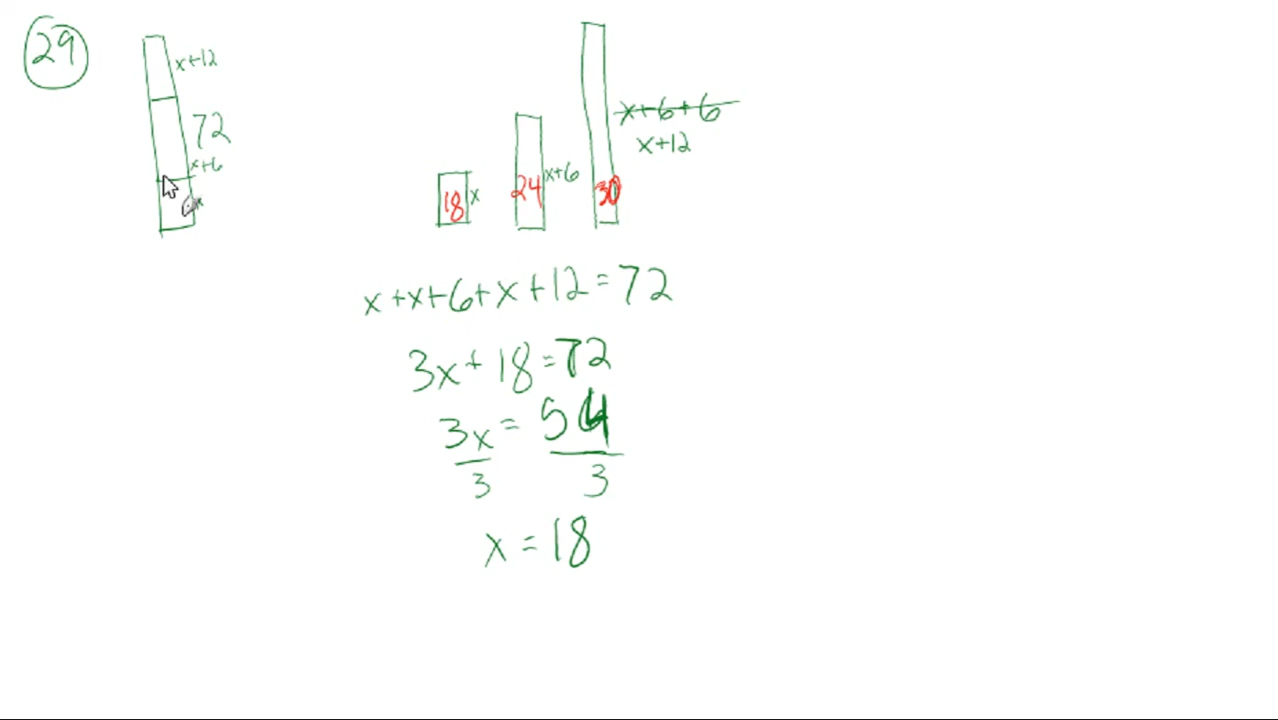 29
x+12
72
x+6
x
18 x
24 x+6
30
x+6+6
x+12
x+x+6+x+12=72
3x+18=72
3x = 54
3 3
x = 18